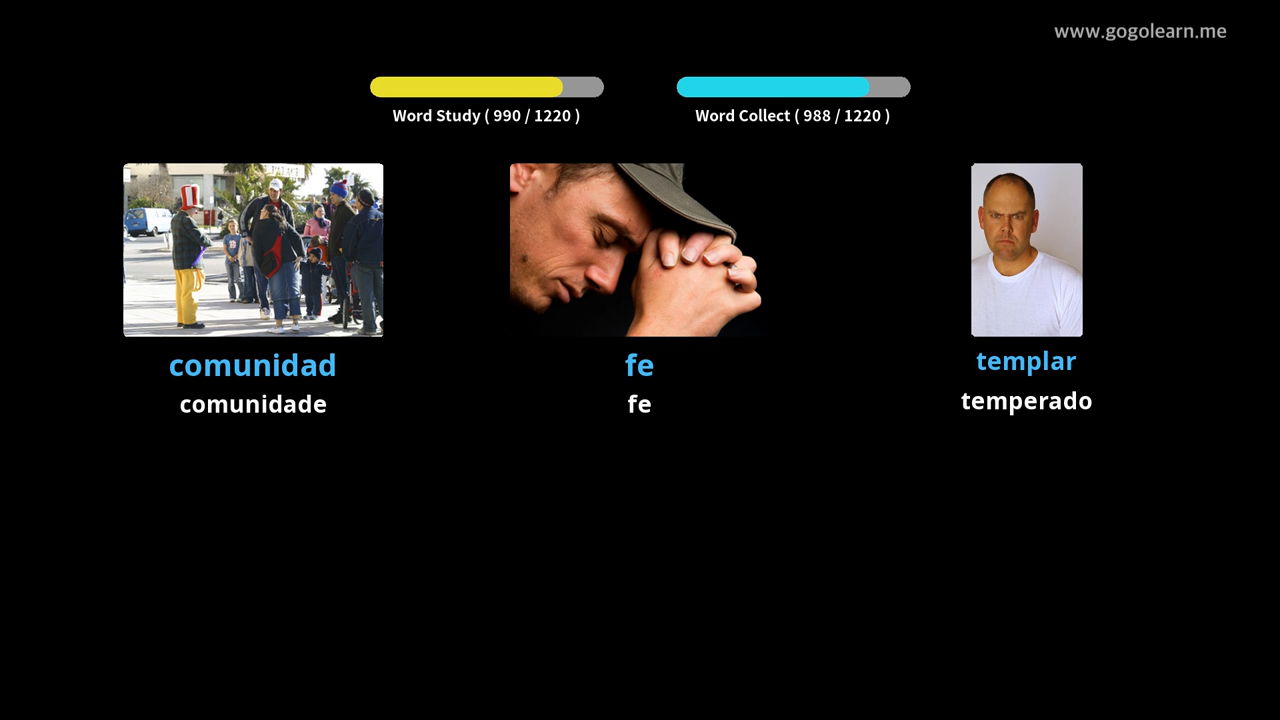 www.gogolearn.me
Word Study ( 990 / 1220 )
Word Collect ( 988 / 1220 )
comunidad
comunidade
fe
fe
templar
temperado